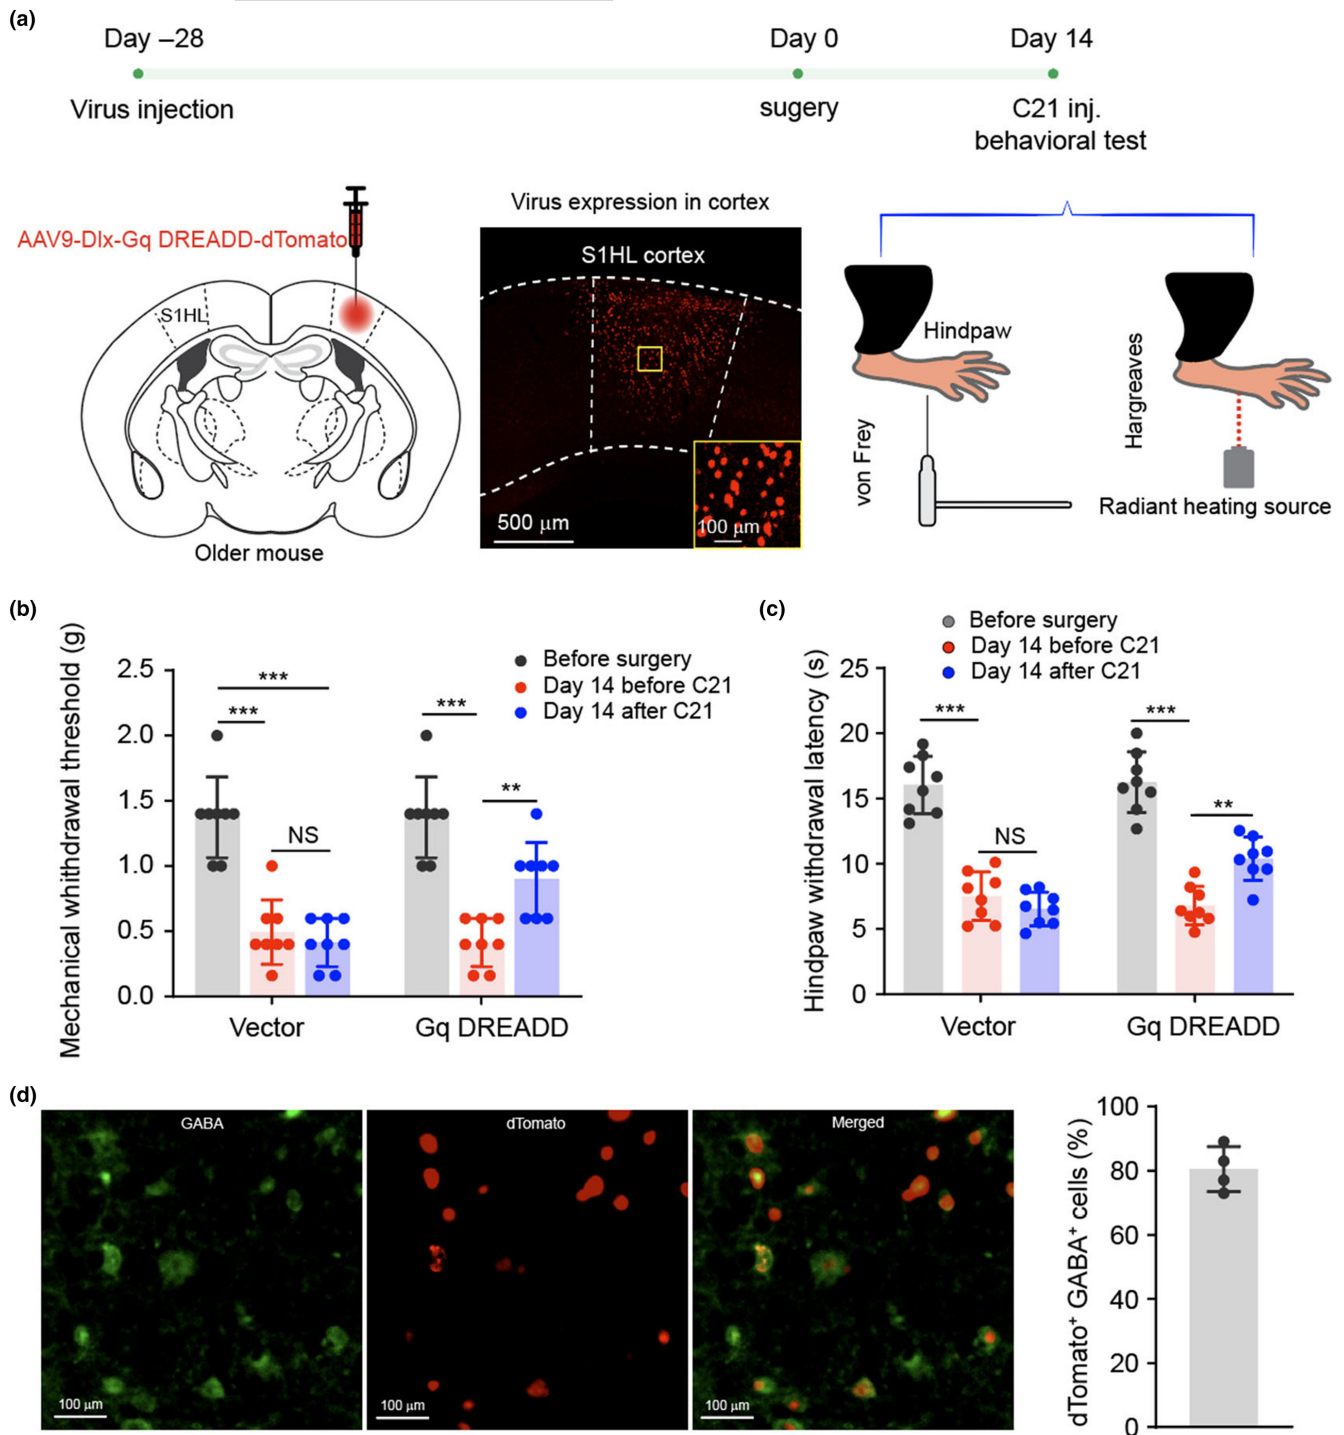 (a)
Day –28
Day 0
Day 14
Virus injection
sugery
C21 inj.
behavioral test
AAV9-Dlx-Gq DREADD-dTomato
S1HL
Older mouse
Virus expression in cortex
S1HL cortex
500 μm
100 μm
Hindpaw
von Frey
Hargreaves
Radiant heating source
(b)
Mechanical whithdrawal threshold (g)
2.5
2.0
1.5
1.0
0.5
0.0
***
***
NS
***
**
Before surgery
Day 14 before C21
Day 14 after C21
Vector
Gq DREADD
(c)
Hindpaw withdrawal latency (s)
25
20
15
10
5
0
Before surgery
Day 14 before C21
Day 14 after C21
***
NS
***
**
Vector
Gq DREADD
(d)
GABA
100 μm
dTomato
100 μm
Merged
100 μm
dTomato⁺ GABA⁺ cells (%)
100
80
60
40
20
0